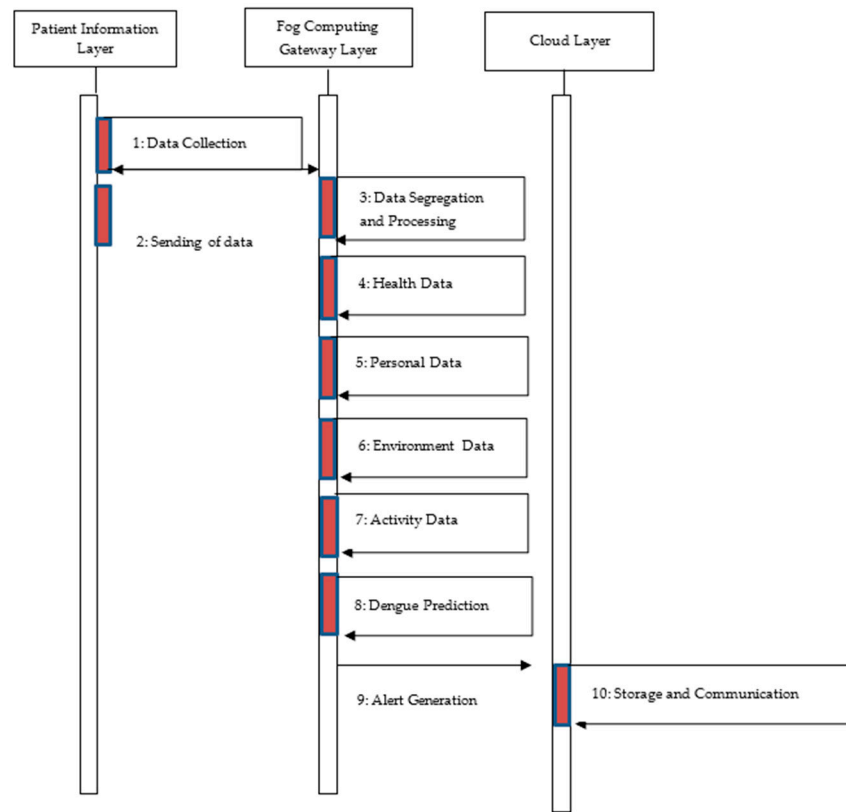 Patient Information
Layer
Fog Computing
Gateway Layer
Cloud Layer
1: Data Collection
2: Sending of data
3: Data Segregation
and Processing
4: Health Data
5: Personal Data
6: Environment Data
7: Activity Data
8: Dengue Prediction
9: Alert Generation
10: Storage and Communication